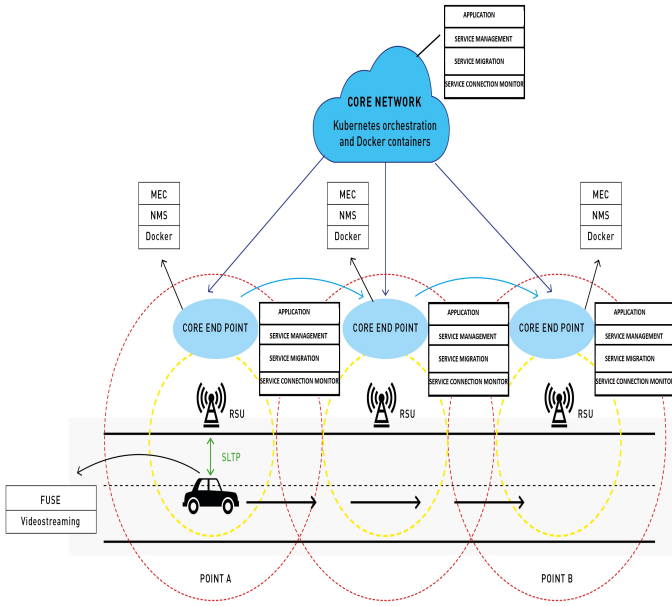 APPLICATION
SERVICE MANAGEMENT
SERVICE MIGRATION
SERVICE CONNECTION MONITOR
CORE NETWORK
Kubernetes orchestration
and Docker containers
MEC
NMS
Docker
MEC
NMS
Docker
MEC
NMS
Docker
CORE END POINT
APPLICATION
SERVICE MANAGEMENT
SERVICE MIGRATION
SERVICE CONNECTION MONITOR
CORE END POINT
APPLICATION
SERVICE MANAGEMENT
SERVICE MIGRATION
SERVICE CONNECTION MONITOR
CORE END POINT
APPLICATION
SERVICE MANAGEMENT
SERVICE MIGRATION
SERVICE CONNECTION MONITOR
RSU
RSU
RSU
SLTP
FUSE
Videostreaming
POINT A
POINT B